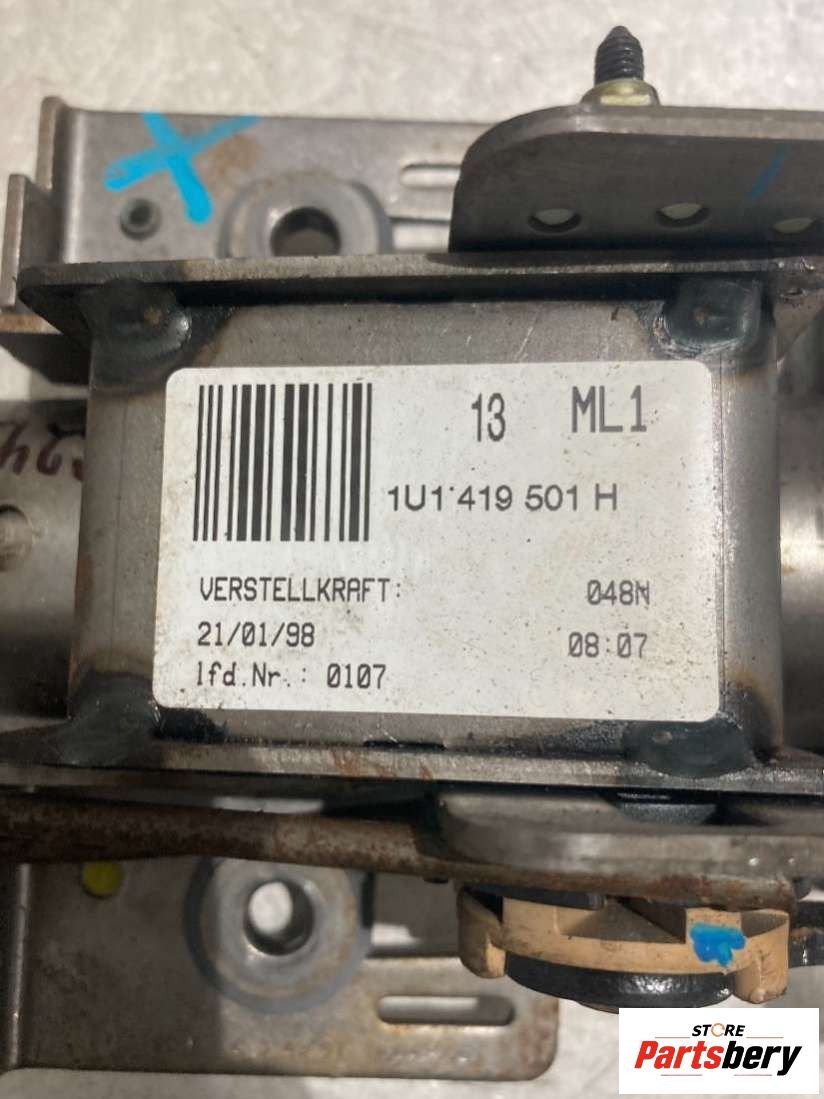 13 ML1
1U1 419 501 H
VERSTELLKRAFT: 048N
21/01/98 08:07
lfd.Nr.: 0107
STORE
Partsbery